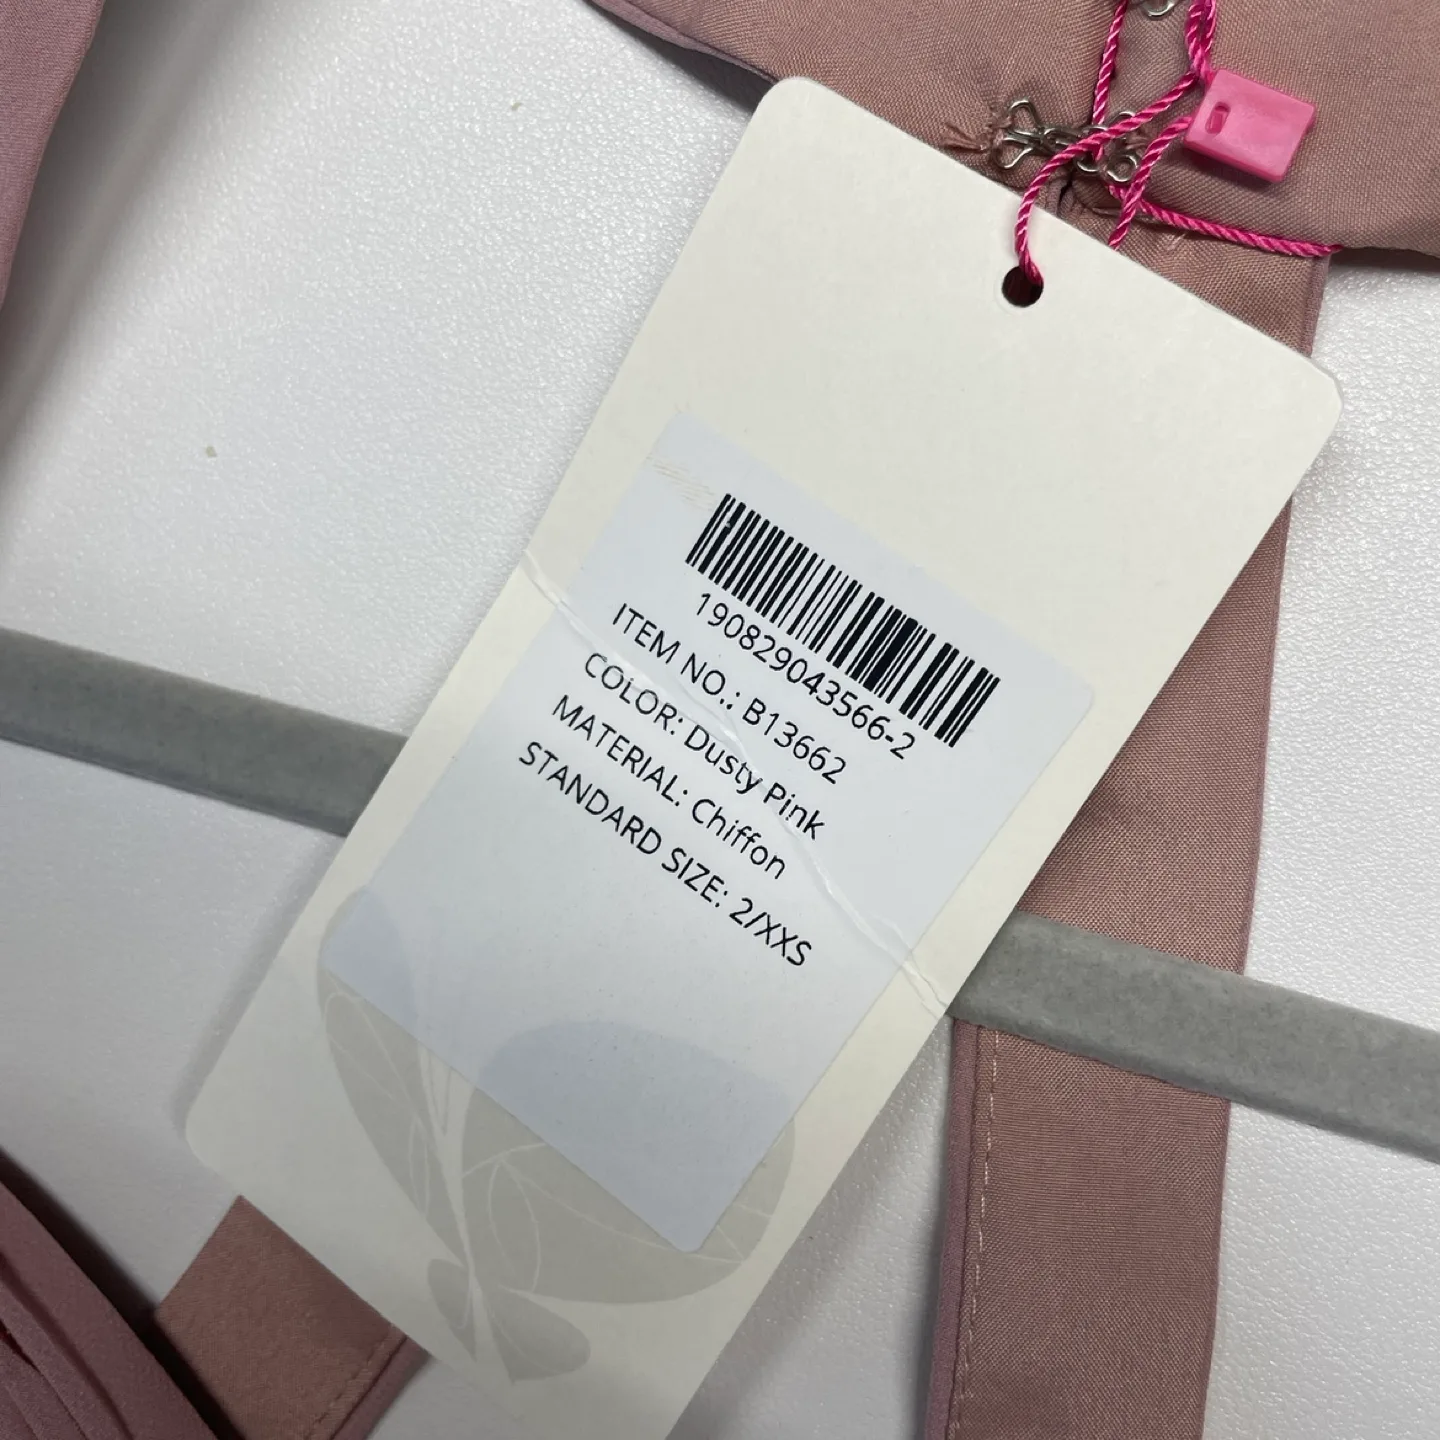 190829043566-2
ITEM NO.: B13662
COLOR: Dusty Pink
MATERIAL: Chiffon
STANDARD SIZE: 2/XXS